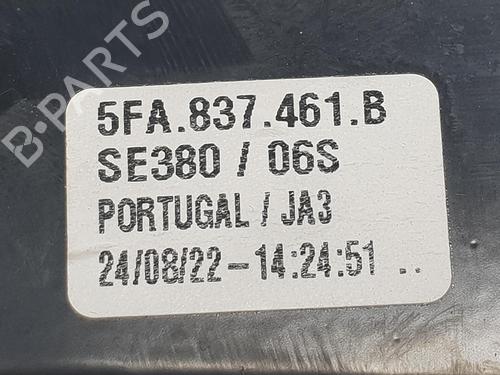 B-PARTS
5FA.837.461.B
SE380 / 06S
PORTUGAL / JA3
24/08/22-14:24:51 ..